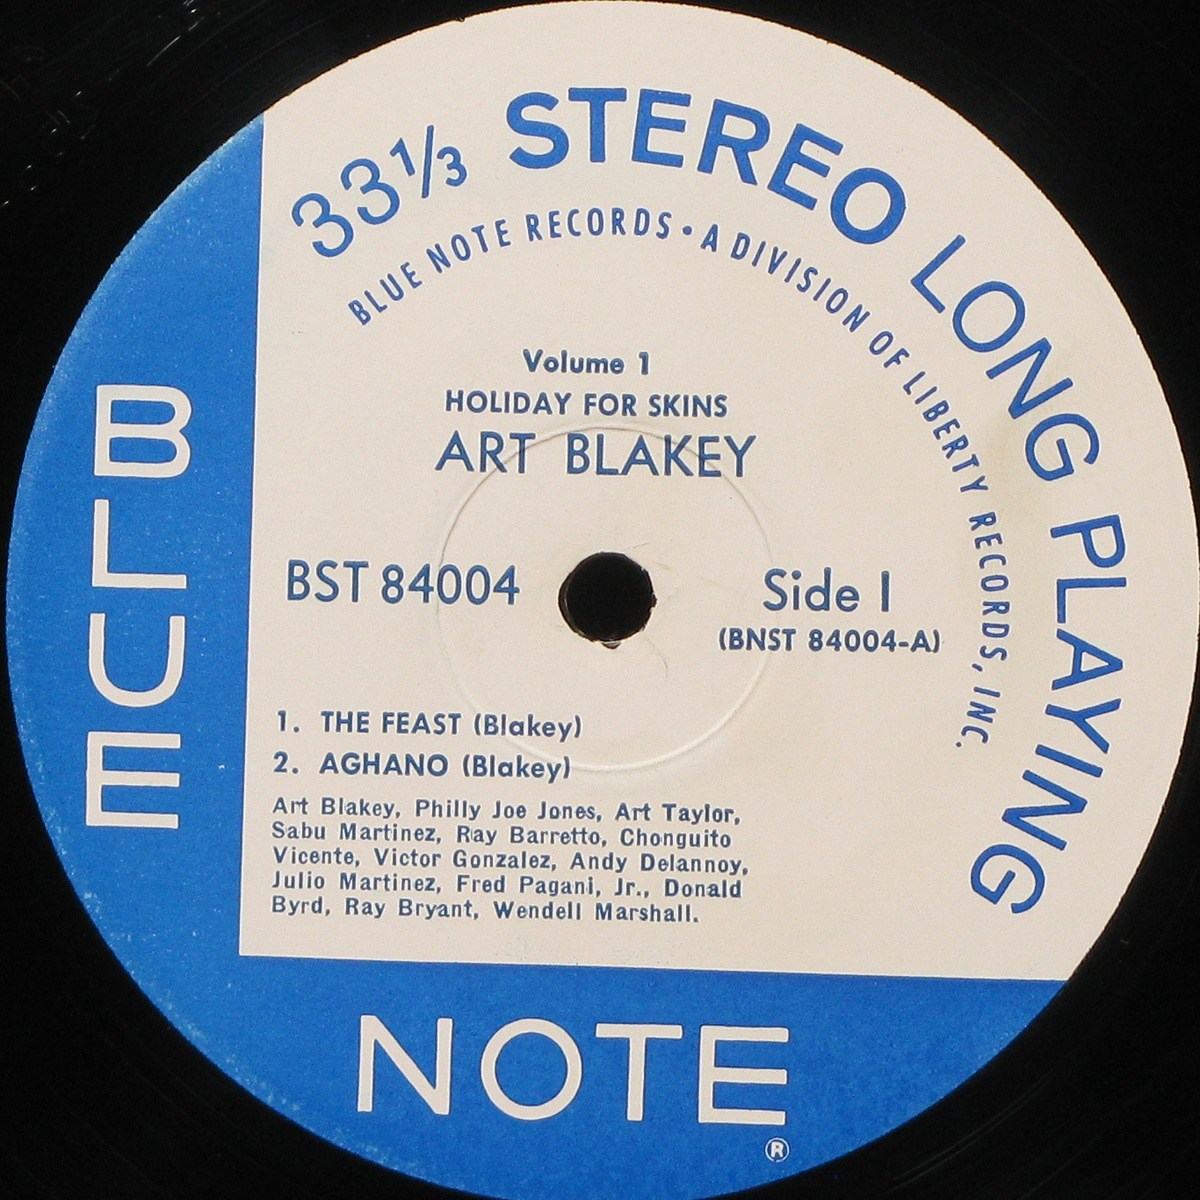 33⅓ STEREO LONG PLAYING
BLUE NOTE RECORDS • A DIVISION OF LIBERTY RECORDS, INC.
Volume 1
HOLIDAY FOR SKINS
ART BLAKEY
BST 84004
Side 1
(BNST 84004-A)
1. THE FEAST (Blakey)
2. AGHANO (Blakey)
Art Blakey, Philly Joe Jones, Art Taylor,
Sabu Martinez, Ray Barretto, Chonguito
Vicente, Victor Gonzalez, Andy Delannoy,
Julio Martinez, Fred Pagani, Jr., Donald
Byrd, Ray Bryant, Wendell Marshall.
BLUE
NOTE
®